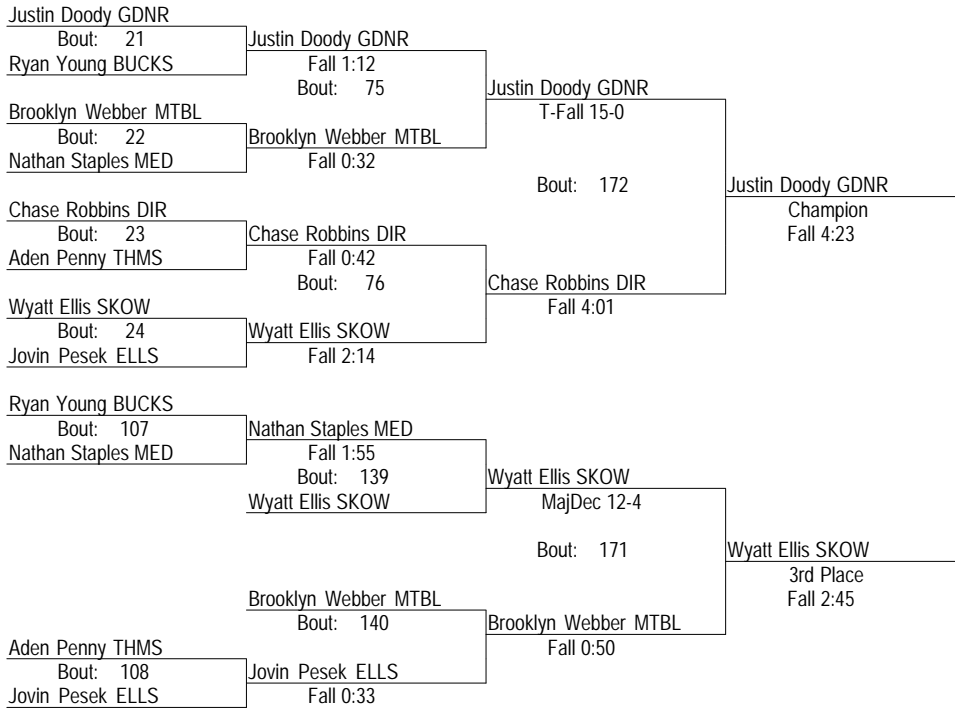 Justin Doody GDNR
Bout: 21
Justin Doody GDNR
Ryan Young BUCKS
Fall 1:12
Bout: 75
Justin Doody GDNR
Brooklyn Webber MTBL
T-Fall 15-0
Bout: 22
Brooklyn Webber MTBL
Nathan Staples MED
Fall 0:32
Bout: 172
Justin Doody GDNR
Chase Robbins DIR
Champion
Bout: 23
Chase Robbins DIR
Fall 4:23
Aden Penny THMS
Fall 0:42
Bout: 76
Chase Robbins DIR
Wyatt Ellis SKOW
Fall 4:01
Bout: 24
Wyatt Ellis SKOW
Jovin Pesek ELLS
Fall 2:14
Ryan Young BUCKS
Bout: 107
Nathan Staples MED
Nathan Staples MED
Fall 1:55
Bout: 139
Wyatt Ellis SKOW
Wyatt Ellis SKOW
MajDec 12-4
Bout: 171
Wyatt Ellis SKOW
3rd Place
Brooklyn Webber MTBL
Fall 2:45
Bout: 140
Brooklyn Webber MTBL
Aden Penny THMS
Fall 0:50
Bout: 108
Jovin Pesek ELLS
Jovin Pesek ELLS
Fall 0:33